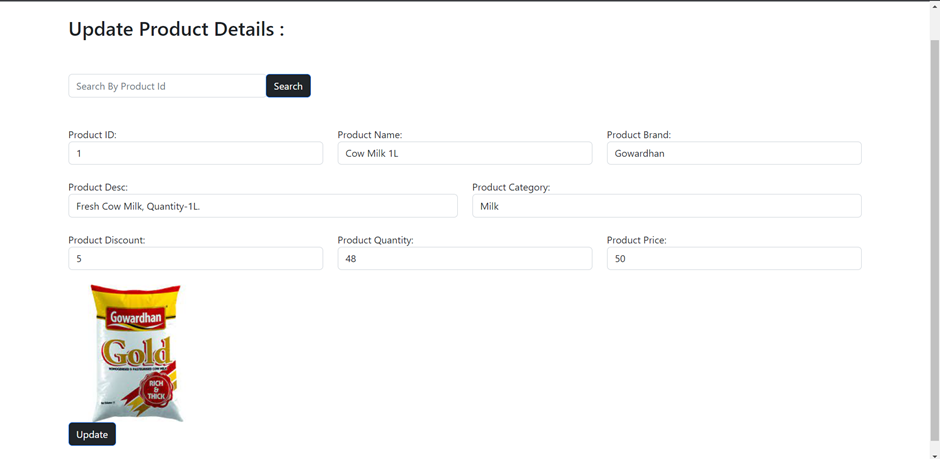 Update Product Details :
Search By Product Id Search
Product ID: Product Name: Product Brand:
1 Cow Milk 1L Gowardhan
Product Desc: Product Category:
Fresh Cow Milk, Quantity-1L. Milk
Product Discount: Product Quantity: Product Price:
5 48 50
Gowardhan
Gold
RICH
&
THICK
Update